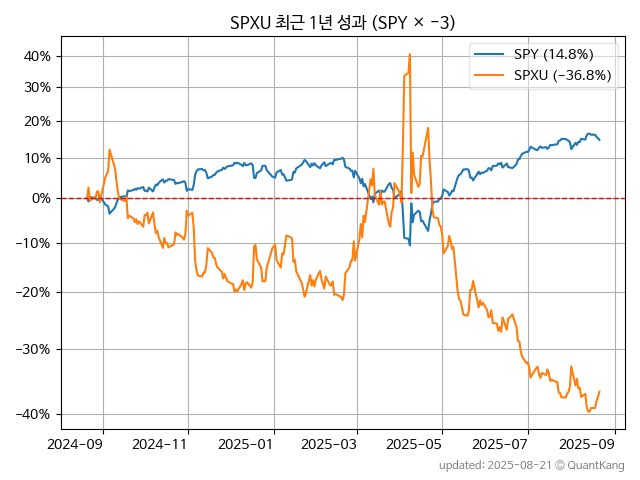 SPXU 최근 1년 성과 (SPY × -3)
SPY (14.8%)
SPXU (-36.8%)
40%
30%
20%
10%
0%
-10%
-20%
-30%
-40%
2024-09 2024-11 2025-01 2025-03 2025-05 2025-07 2025-09
updated: 2025-08-21 © QuantKang